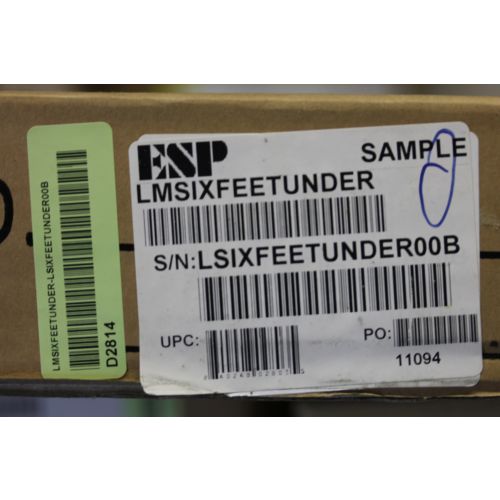 LMSIXFEETUNDER-LSIXFEETUNDER00B
D2814
ESP
SAMPLE
LMSIXFEETUNDER
S/N:LSIXFEETUNDER00B
UPC:
PO:
11094